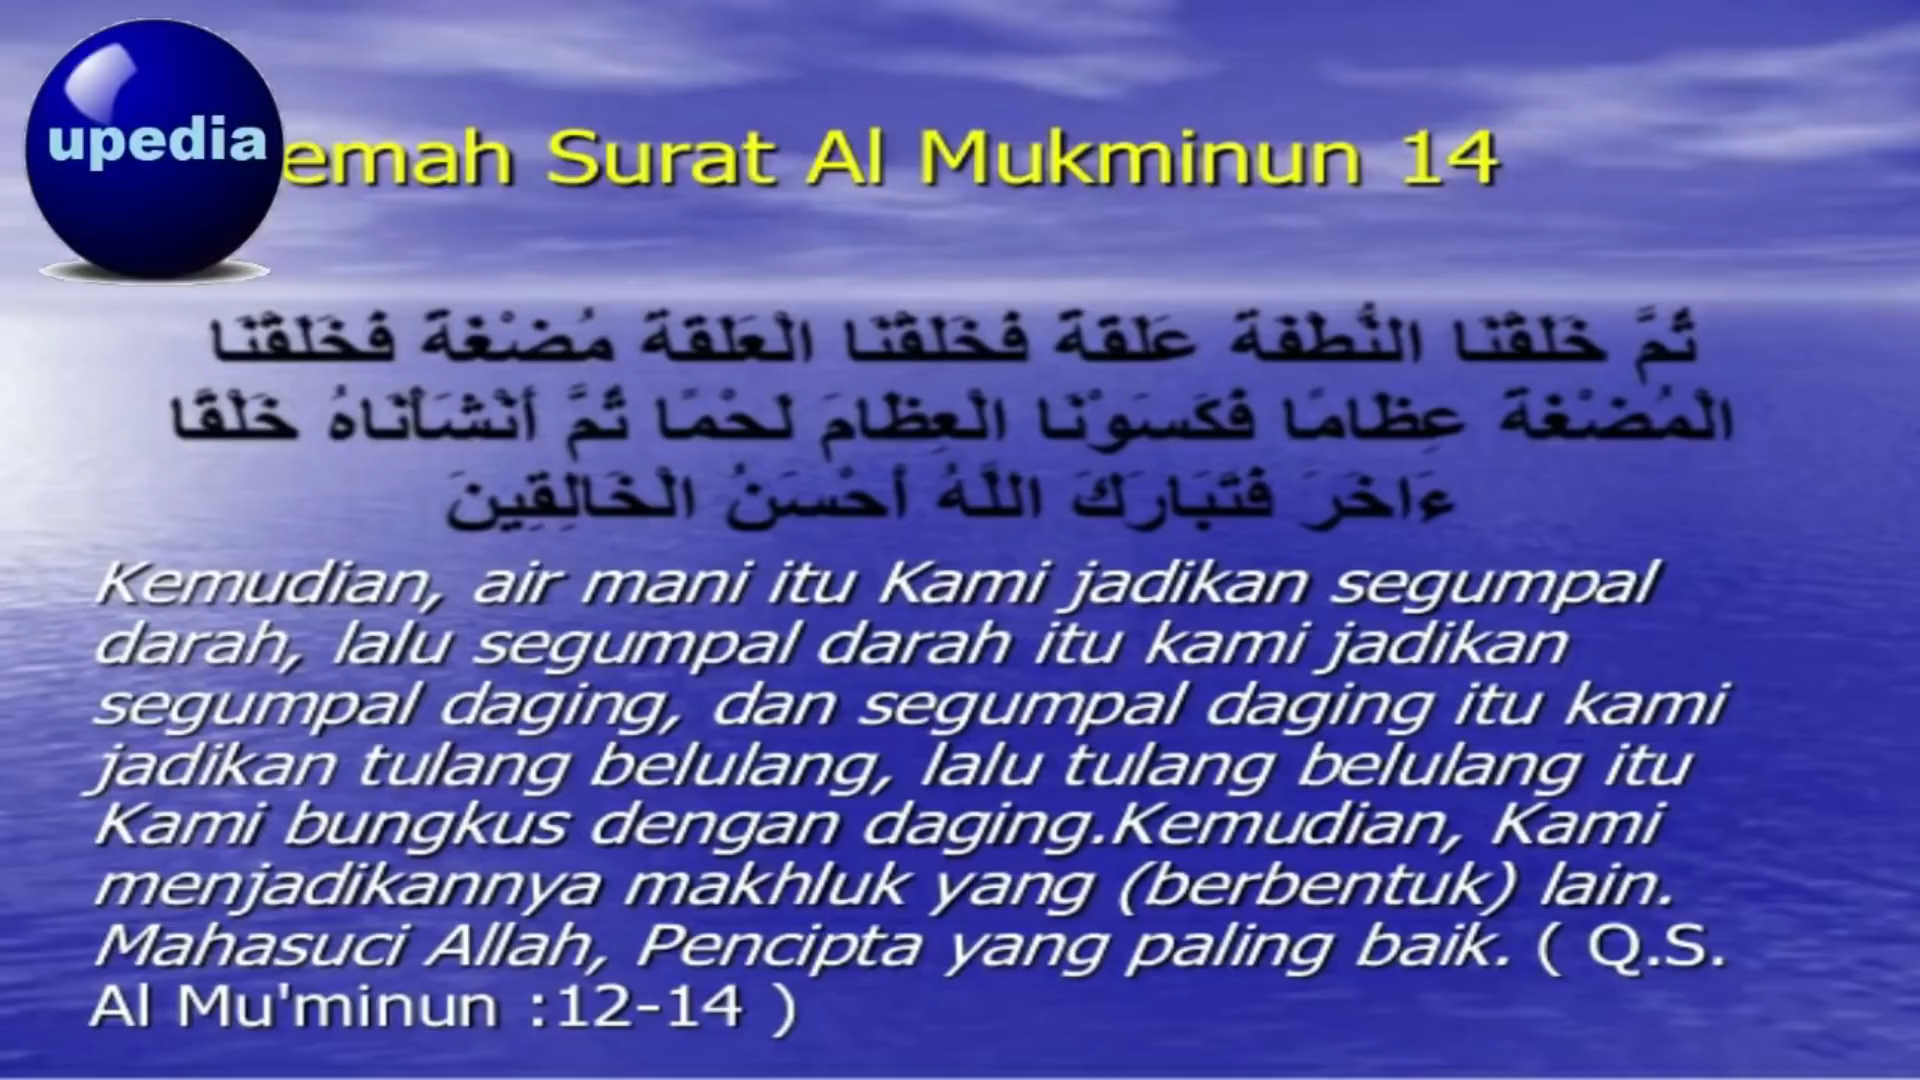 upedia
emah Surat Al Mukminun 14
ثُمَّ خَلَقْنَا النُّطْفَةَ عَلَقَةً فَخَلَقْنَا الْعَلَقَةَ مُضْغَةً فَخَلَقْنَا
الْمُضْغَةَ عِظَامًا فَكَسَوْنَا الْعِظَامَ لَحْمًا ثُمَّ أَنْشَأْنَاهُ خَلْقًا
ءَاخَرَ فَتَبَارَكَ اللَّهُ أَحْسَنُ الْخَالِقِينَ
Kemudian, air mani itu Kami jadikan segumpal
darah, lalu segumpal darah itu kami jadikan
segumpal daging, dan segumpal daging itu kami
jadikan tulang belulang, lalu tulang belulang itu
Kami bungkus dengan daging.Kemudian, Kami
menjadikannya makhluk yang (berbentuk) lain.
Mahasuci Allah, Pencipta yang paling baik. ( Q.S.
Al Mu'minun :12-14 )